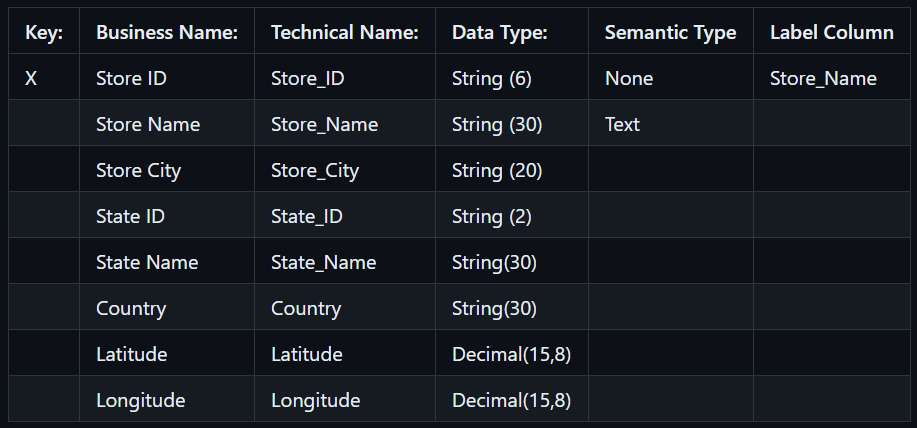 Key: Business Name: Technical Name: Data Type: Semantic Type Label Column
X Store ID Store_ID String (6) None Store_Name
Store Name Store_Name String (30) Text
Store City Store_City String (20)
State ID State_ID String (2)
State Name State_Name String(30)
Country Country String(30)
Latitude Latitude Decimal(15,8)
Longitude Longitude Decimal(15,8)